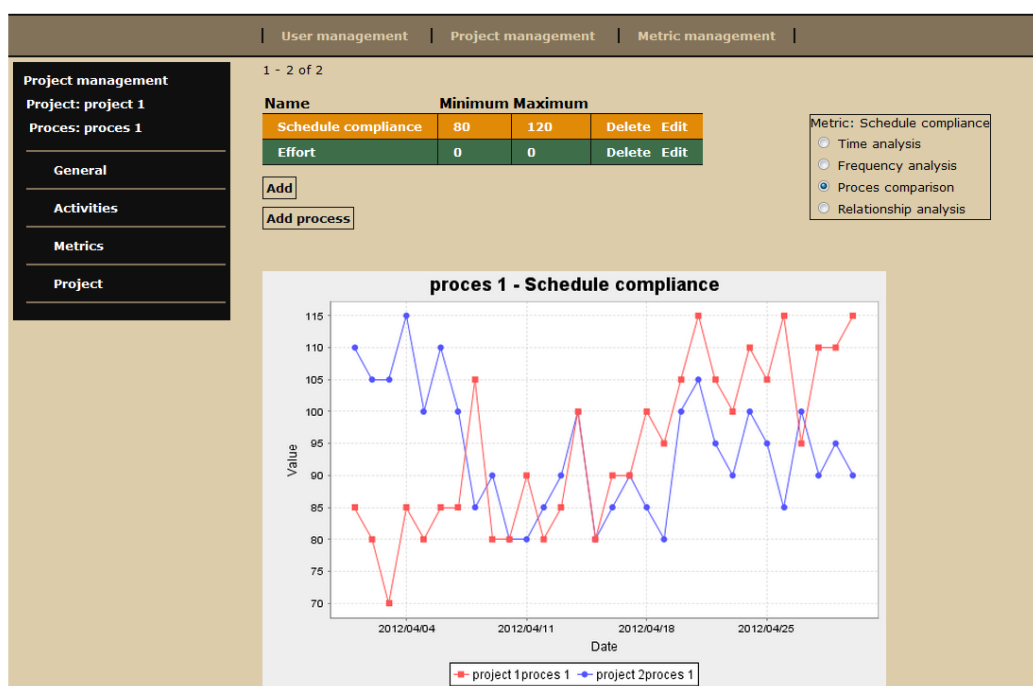 User management Project management Metric management
Project management
Project: project 1
Proces: proces 1
General
Activities
Metrics
Project
1 - 2 of 2
Name Minimum Maximum
Schedule compliance 80 120 Delete Edit
Effort 0 0 Delete Edit
Add
Add process
Metric: Schedule compliance
Time analysis
Frequency analysis
Proces comparison
Relationship analysis
proces 1 - Schedule compliance
Value
115
110
105
100
95
90
85
80
75
70
2012/04/04 2012/04/11 2012/04/18 2012/04/25
Date
project 1proces 1 project 2proces 1